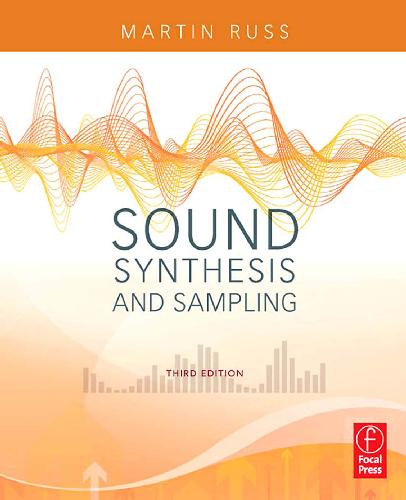 MARTIN RUSS
SOUND
SYNTHESIS
AND SAMPLING
THIRD EDITION
f
Focal
Press